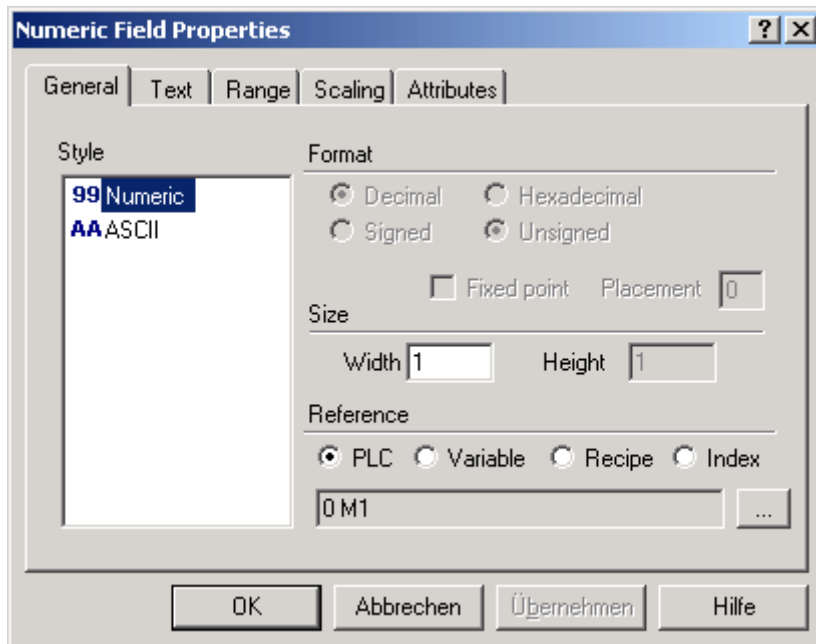 Numeric Field Properties
General Text Range Scaling Attributes
Style
99 Numeric
AA ASCII
Format
Decimal Hexadecimal
Signed Unsigned
Fixed point Placement 0
Size
Width 1 Height 1
Reference
PLC Variable Recipe Index
0 M1 ...
OK Abbrechen Übernehmen Hilfe